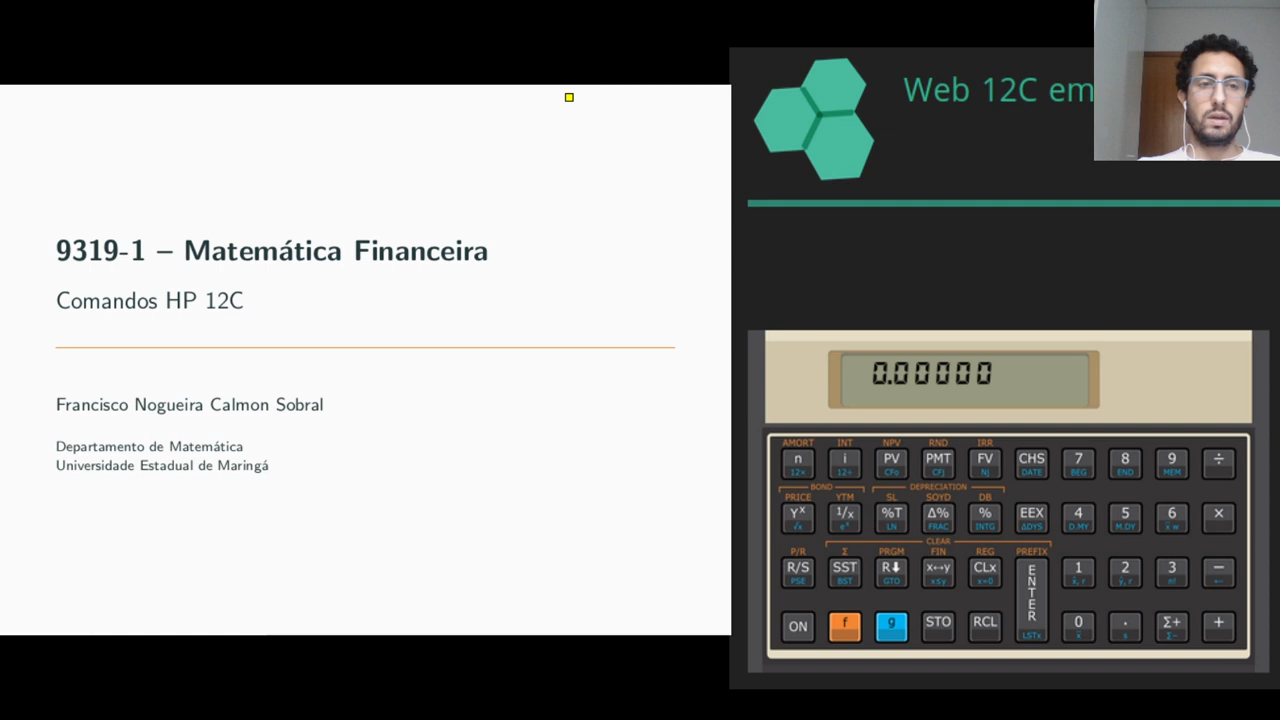 9319-1 – Matemática Financeira
Comandos HP 12C
Francisco Nogueira Calmon Sobral
Departamento de Matemática
Universidade Estadual de Maringá
Web 12C em
0.00000
AMORT INT NPV RND IRR
n i PV PMT FV CHS 7 8 9 ÷
12× 12÷ CFo CFj Nj DATE BEG END MEM
BOND DEPRECIATION
PRICE YTM SL SOYD DB
Yˣ 1/x %T Δ% % EEX 4 5 6 ×
√x eˣ LN FRAC INTG ΔDYS D.MY M.DY x̄ w
CLEAR
P/R Σ PRGM FIN REG PREFIX
R/S SST R⬇ x↔y CLx ENTER 1 2 3 −
PSE BST GTO x≤y x=0 x̂, r ŷ, r n! ←
ON f g STO RCL 0 . Σ+ +
LSTx x̄ s Σ−